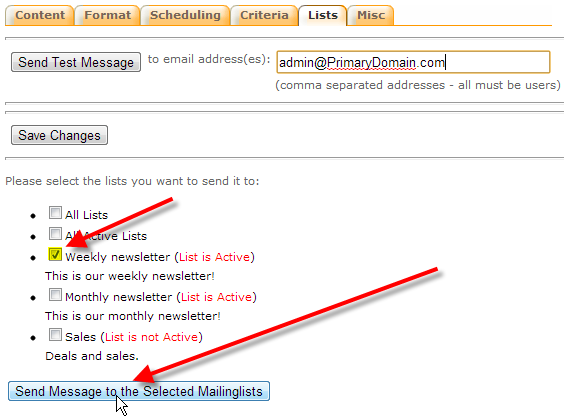 Content Format Scheduling Criteria Lists Misc
Send Test Message to email address(es): admin@PrimaryDomain.com
(comma separated addresses - all must be users)
Save Changes
Please select the lists you want to send it to:
All Lists
All Active Lists
Weekly newsletter (List is Active)
This is our weekly newsletter!
Monthly newsletter (List is Active)
This is our monthly newsletter!
Sales (List is not Active)
Deals and sales.
Send Message to the Selected Mailinglists